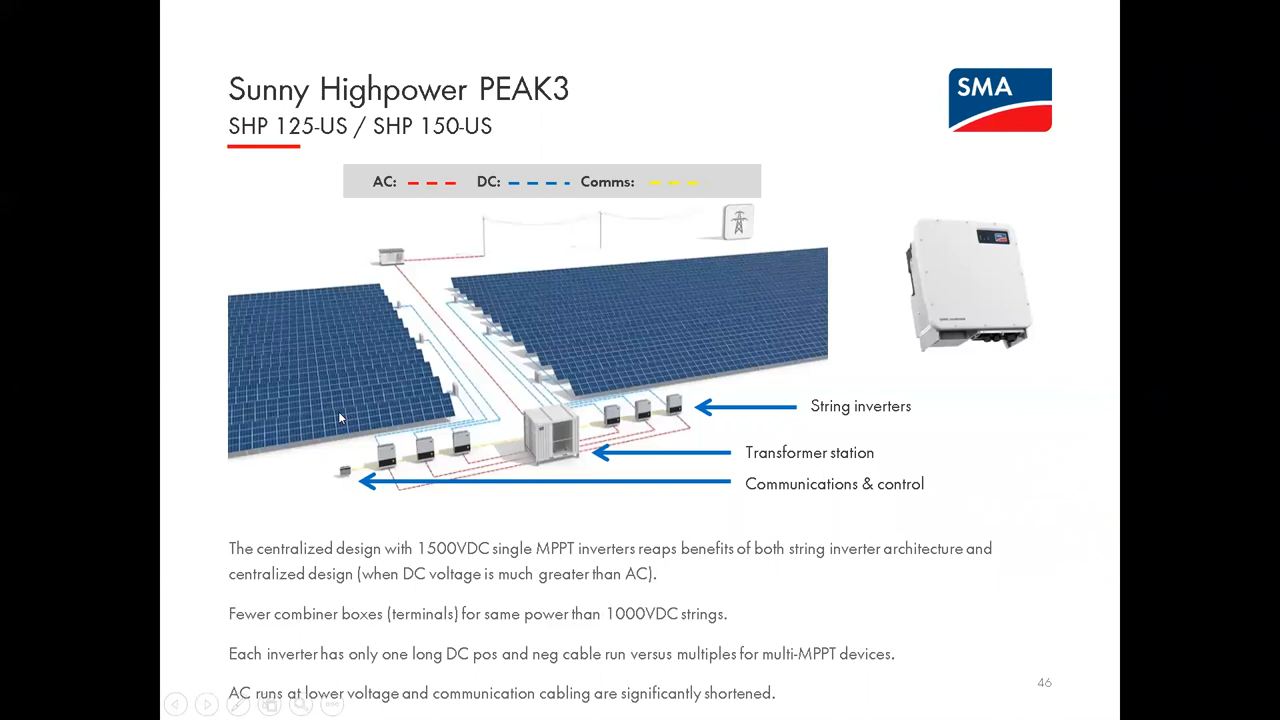 Sunny Highpower PEAK3
SHP 125-US / SHP 150-US
SMA
AC:
DC:
Comms:
String inverters
Transformer station
Communications & control
The centralized design with 1500VDC single MPPT inverters reaps benefits of both string inverter architecture and
centralized design (when DC voltage is much greater than AC).
Fewer combiner boxes (terminals) for same power than 1000VDC strings.
Each inverter has only one long DC pos and neg cable run versus multiples for multi-MPPT devices.
AC runs at lower voltage and communication cabling are significantly shortened.
46